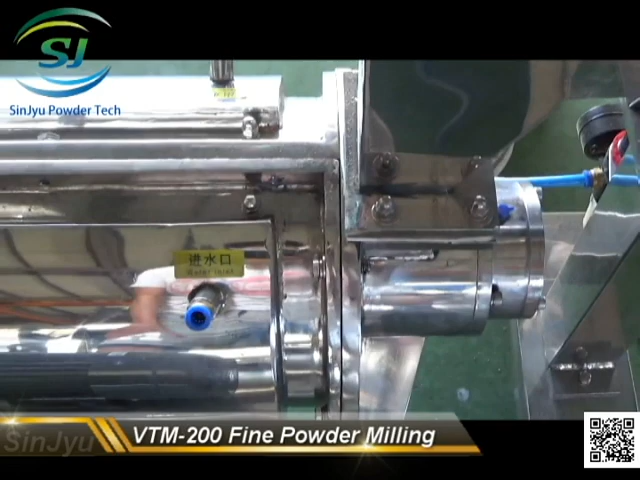 SJ
SinJyu Powder Tech
进水口
Water inlet
SinJyu
VTM-200 Fine Powder Milling